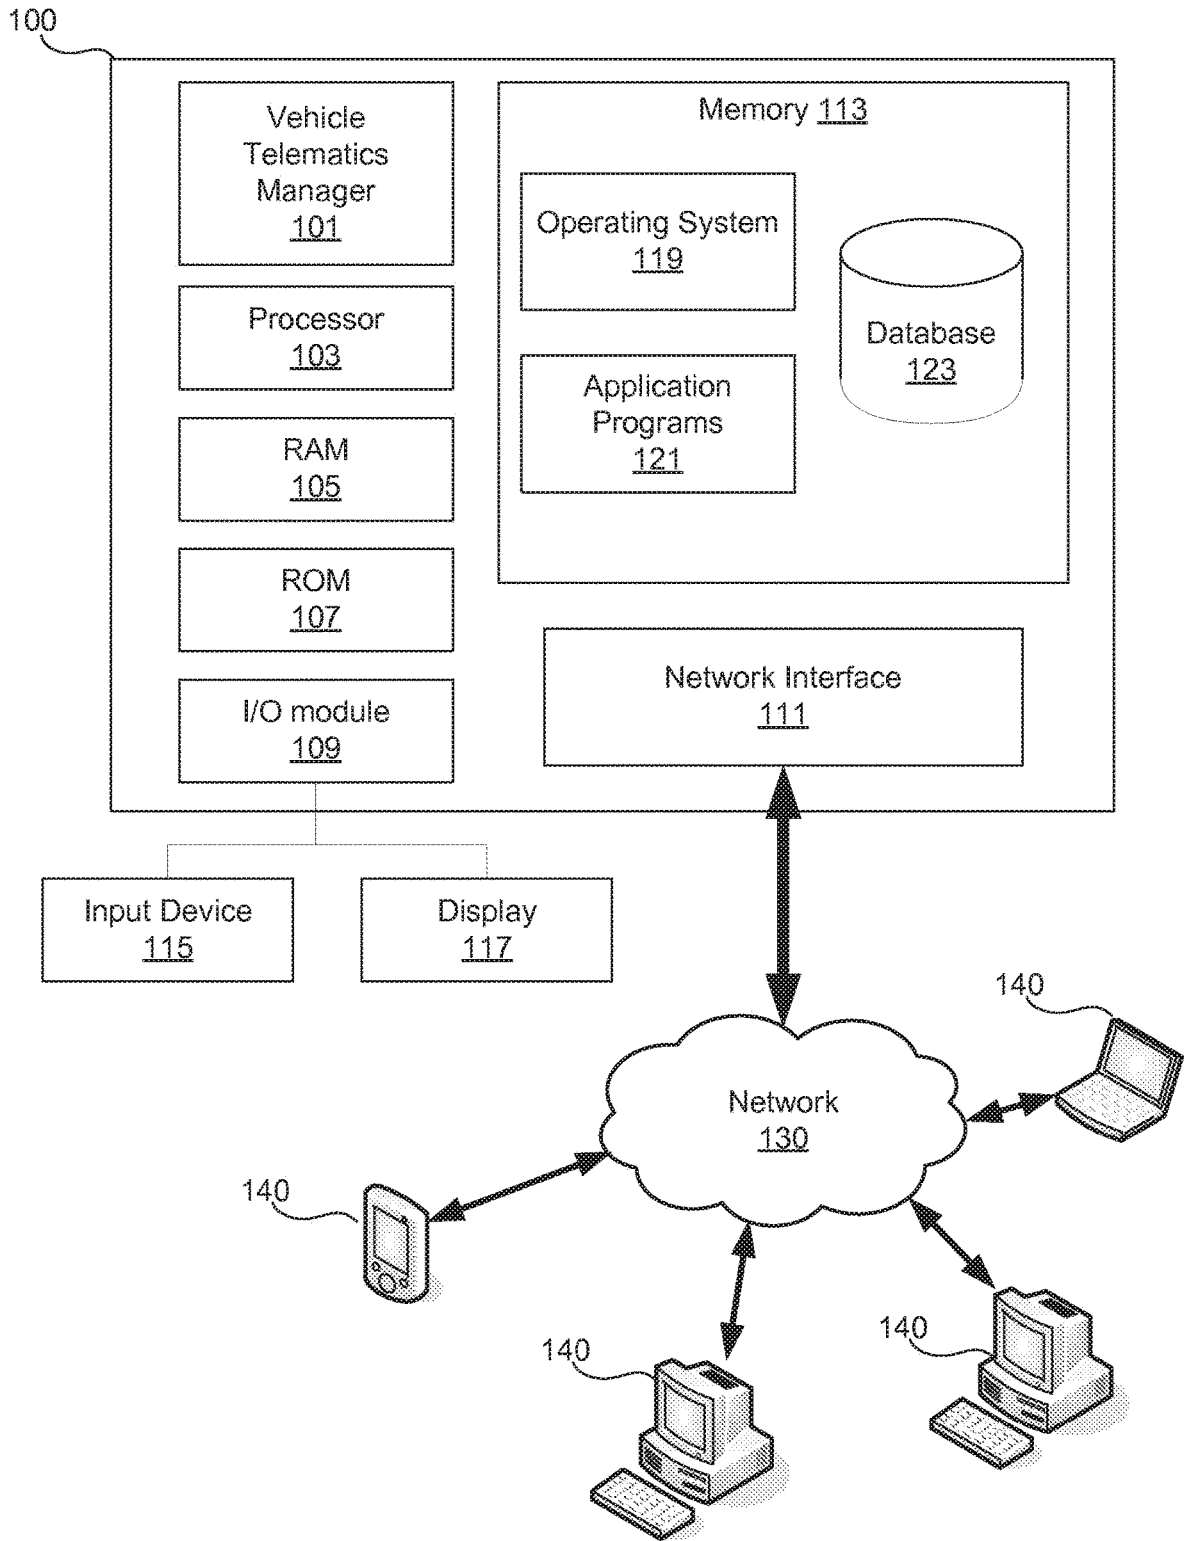 100
Vehicle
Telematics
Manager
101
Processor
103
RAM
105
ROM
107
I/O module
109
Memory 113
Operating System
119
Application
Programs
121
Database
123
Network Interface
111
Input Device
115
Display
117
Network
130
140
140
140
140